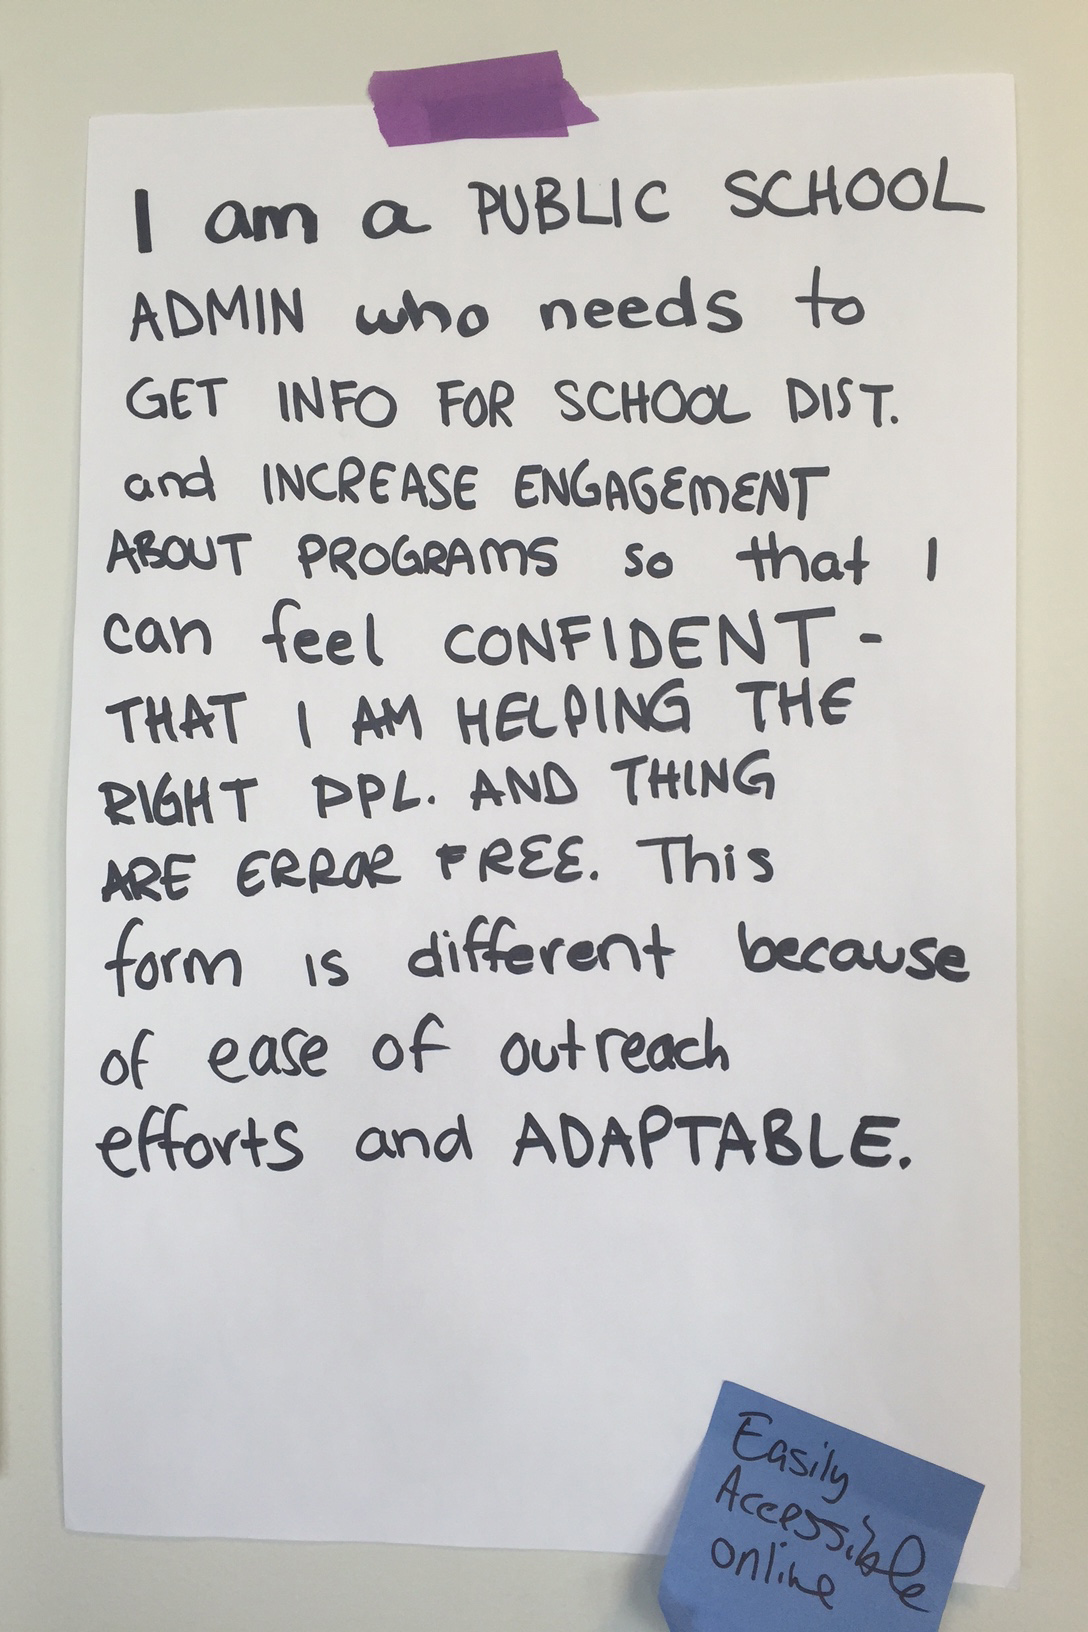 I am a PUBLIC SCHOOL
ADMIN who needs to
GET INFO FOR SCHOOL DIST.
and INCREASE ENGAGEMENT
ABOUT PROGRAMS so that I
can feel CONFIDENT -
THAT I AM HELPING THE
RIGHT PPL. AND THING
ARE ERROR FREE. This
form is different because
of ease of outreach
efforts and ADAPTABLE.
Easily
Accessible
online